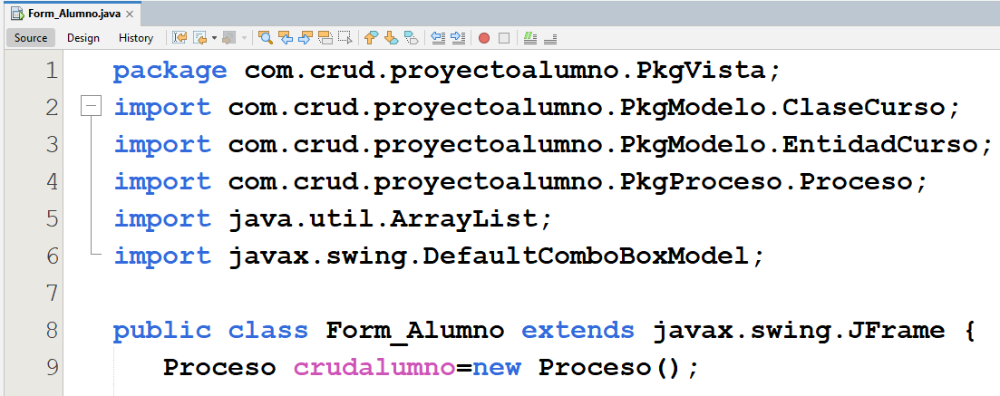 Form_Alumno.java
Source Design History
1 package com.crud.proyectoalumno.PkgVista;
2 import com.crud.proyectoalumno.PkgModelo.ClaseCurso;
3 import com.crud.proyectoalumno.PkgModelo.EntidadCurso;
4 import com.crud.proyectoalumno.PkgProceso.Proceso;
5 import java.util.ArrayList;
6 import javax.swing.DefaultComboBoxModel;
7
8 public class Form_Alumno extends javax.swing.JFrame {
9 Proceso crudalumno=new Proceso();